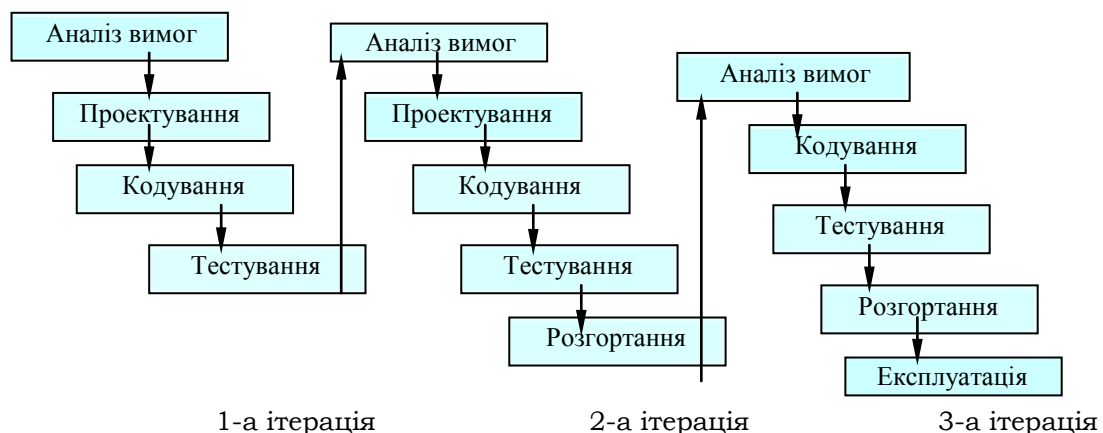 Аналіз вимог
Проектування
Кодування
Тестування
Аналіз вимог
Проектування
Кодування
Тестування
Розгортання
Аналіз вимог
Кодування
Тестування
Розгортання
Експлуатація
1-а ітерація
2-а ітерація
3-а ітерація